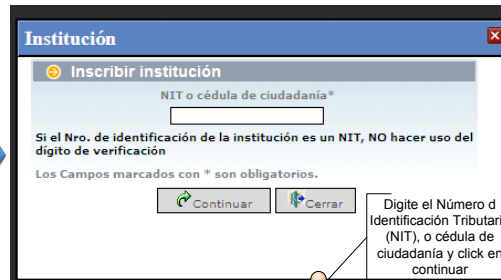 Institución
Inscribir institución
NIT o cédula de ciudadanía*
Si el Nro. de identificación de la institución es un NIT, NO hacer uso del
dígito de verificación
Los Campos marcados con * son obligatorios.
Continuar Cerrar
Digite el Número d
Identificación Tributari
(NIT), o cédula de
ciudadanía y click en
continuar